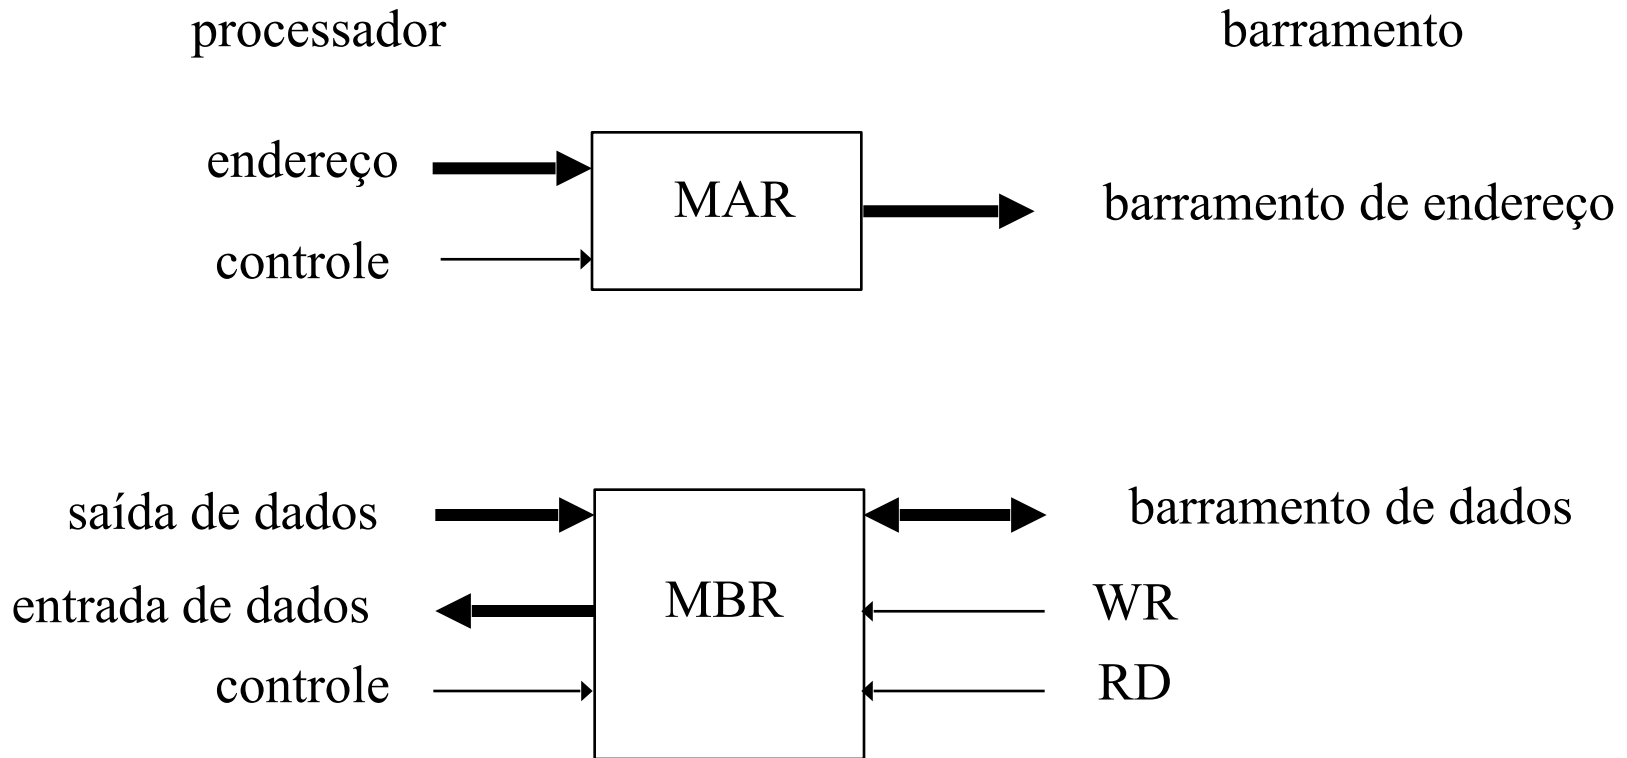 processador
barramento
endereço
MAR
barramento de endereço
controle
saída de dados
barramento de dados
entrada de dados
MBR
WR
controle
RD